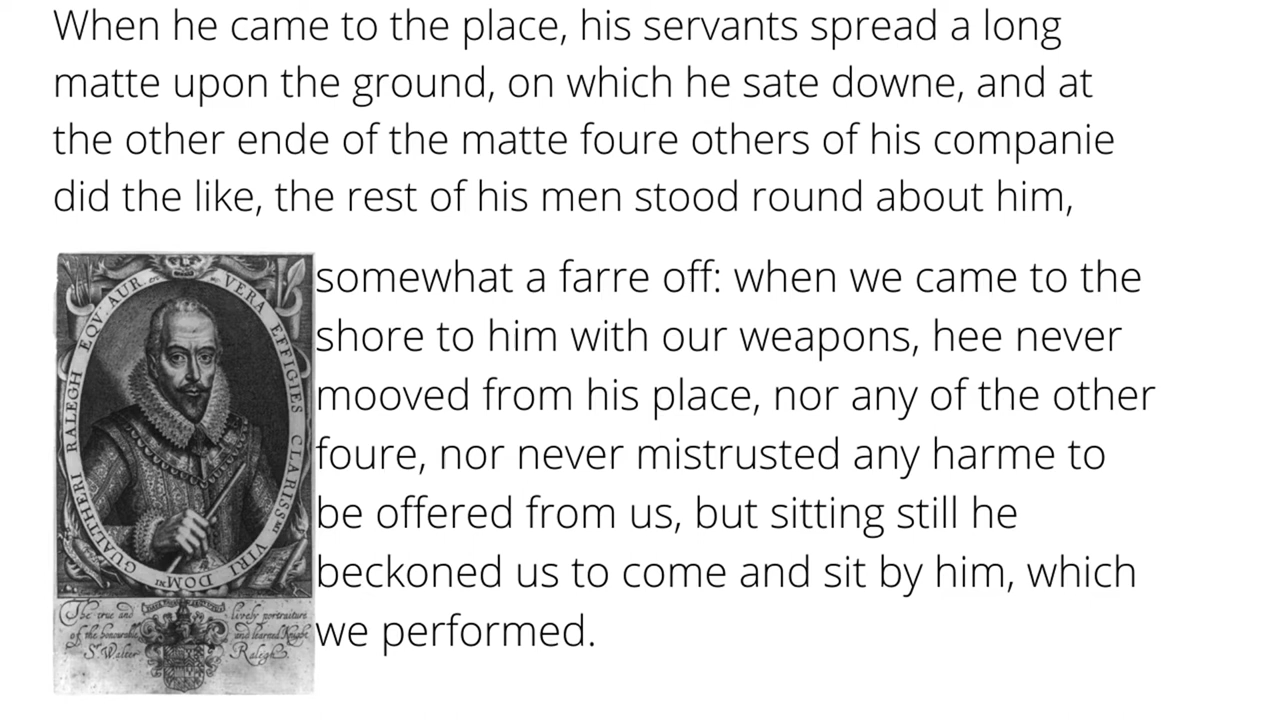 When he came to the place, his servants spread a long
matte upon the ground, on which he sate downe, and at
the other ende of the matte foure others of his companie
did the like, the rest of his men stood round about him,
somewhat a farre off: when we came to the
shore to him with our weapons, hee never
mooved from his place, nor any of the other
foure, nor never mistrusted any harme to
be offered from us, but sitting still he
beckoned us to come and sit by him, which
we performed.
GUALTHERI RALEGH EQV: AUR. VERA EFFIGIES CLARISS VIRI DOM
The true and lively portraiture
of the honourable and learned Knight
Sr. Walter Ralegh.